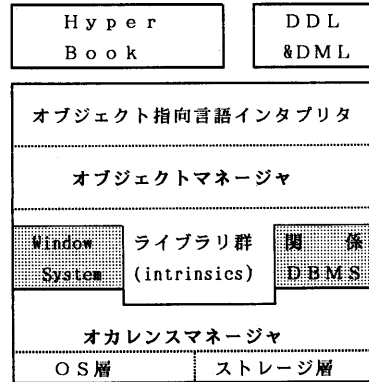 Hyper
Book
DDL
&DML
オブジェクト指向言語インタプリタ
オブジェクトマネージャ
Window
System
ライブラリ群
(intrinsics)
関 係
DBMS
オカレンスマネージャ
OS層
ストレージ層